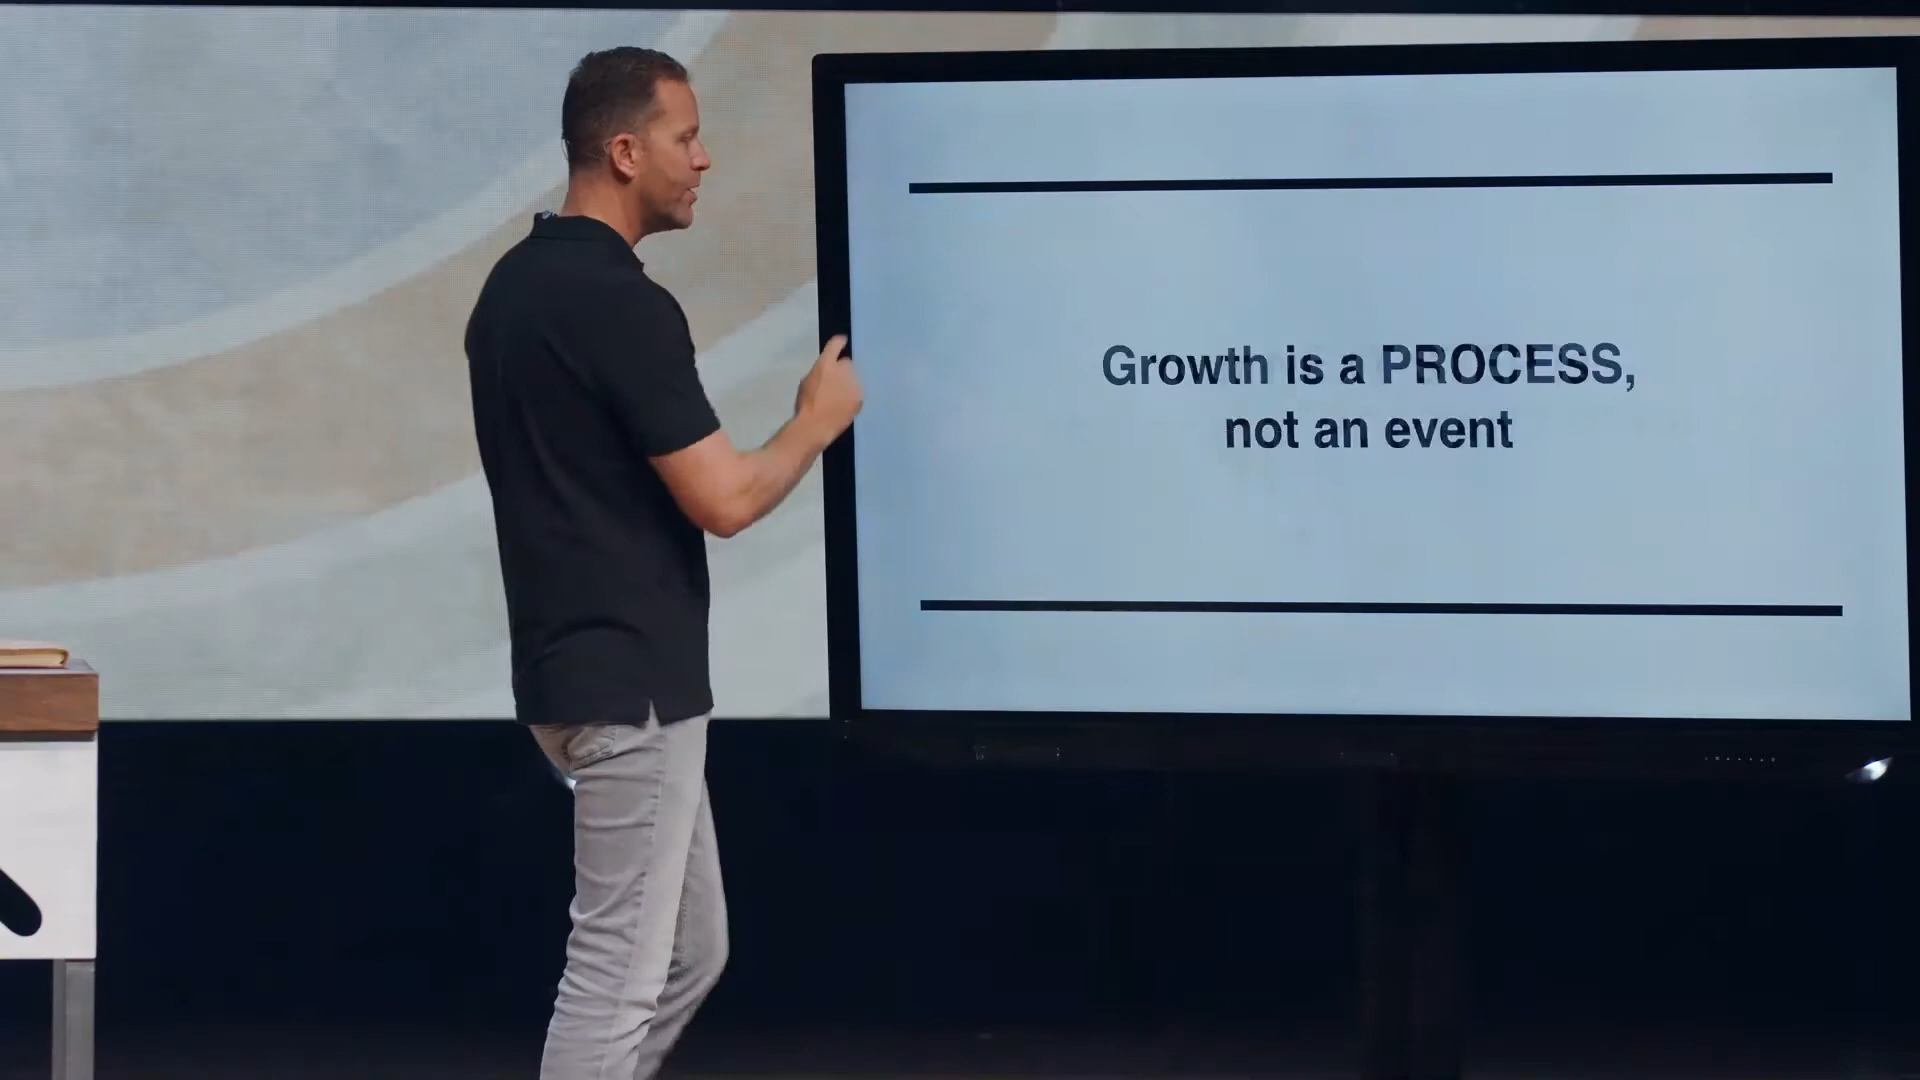 Growth is a PROCESS,
not an event